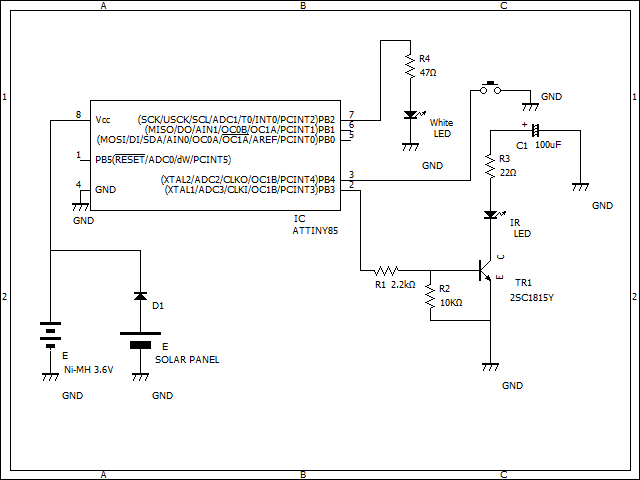 A B C
R4
47Ω
1 1
GND
8 Vcc (SCK/USCK/SCL/ADC1/T0/INT0/PCINT2)PB2 7
(MISO/DO/AIN1/OC0B/OC1A/PCINT1)PB1 6
(MOSI/DI/SDA/AIN0/OC0A/OC1A/AREF/PCINT0)PB0 5
White
LED
+
C1 100uF
1 PB5(RESET/ADC0/dW/PCINT5)
R3
22Ω
GND
(XTAL2/ADC2/CLKO/OC1B/PCINT4)PB4 3
4 GND (XTAL1/ADC3/CLKI/OC1B/PCINT3)PB3 2
GND
GND
IC
ATTINY85
IR
LED
C
E
TR1
2SC1815Y
R1 2.2kΩ
R2
10KΩ
2 2
D1
E
Ni-MH 3.6V
E
SOLAR PANEL
GND
GND
GND
A B C